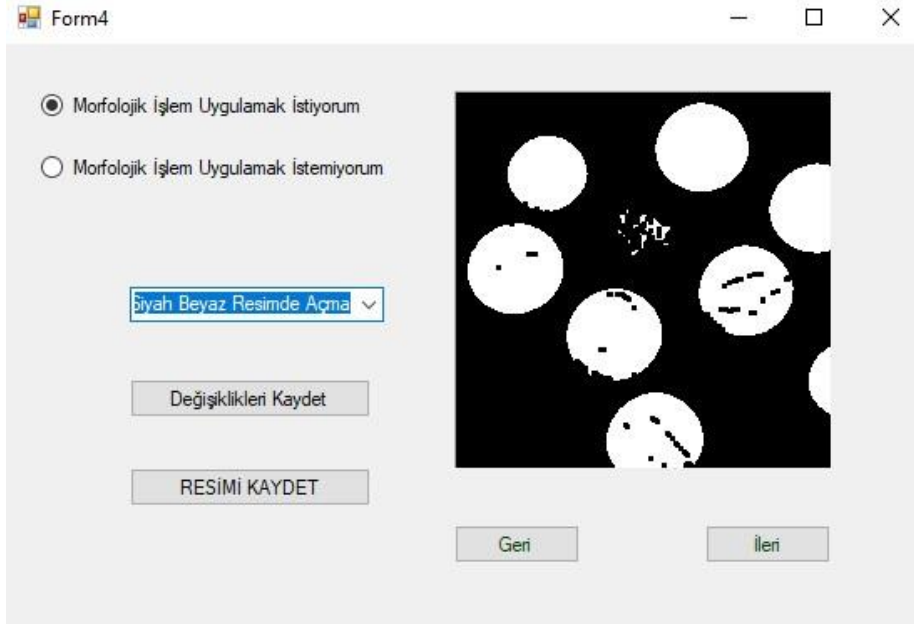 Form4
Morfolojik İşlem Uygulamak İstiyorum
Morfolojik İşlem Uygulamak İstemiyorum
Siyah Beyaz Resimde Açma
Değişiklikleri Kaydet
RESİMİ KAYDET
Geri
İleri